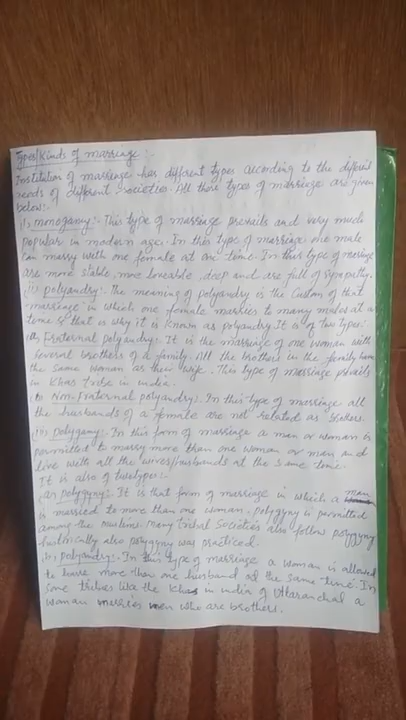 Types/Kinds of marriage:-
Institution of marriage has different types according to the different
needs of different societies. All these types of marriage are given
below:-
(i) monogamy:- This type of marriage prevails and very much
popular in modern age. In this type of marriage one male
can marry with one female at one time. In this type of marriage
are more stable, more loveable, deep and are full of sympathy.
(ii) polyandry:- The meaning of polyandry is the Custom of that
marriage in which one female marries to many males at a
time & that is why it is known as polyandry. It is of Two types:
(a) Fraternal polyandry:- It is the marriage of one woman with
several brothers of a family. All the brothers in the family have
the same woman as their wife. This type of marriage prevails
in Khas tribe in india.
(b) Non-Fraternal polyandry:- In this type of marriage all
the husbands of a female are not related as brothers.
(iii) polygamy:- In this form of marriage a man or woman is
permitted to marry more than one woman or man and
live with all the wives/husbands at the same time.
It is also of two types:-
(a) polygyny:- It is that form of marriage in which a man
is married to more than one woman. polygyny is permitted
among the muslims many tribal societies also follow polygyny
historically also polygyny was practiced.
polyandry:- In this type of marriage a woman is allowed
to have more than one husband at the same time. In
some tribes like the Khas in india of Uttaranchal a
woman marries men who are brothers.